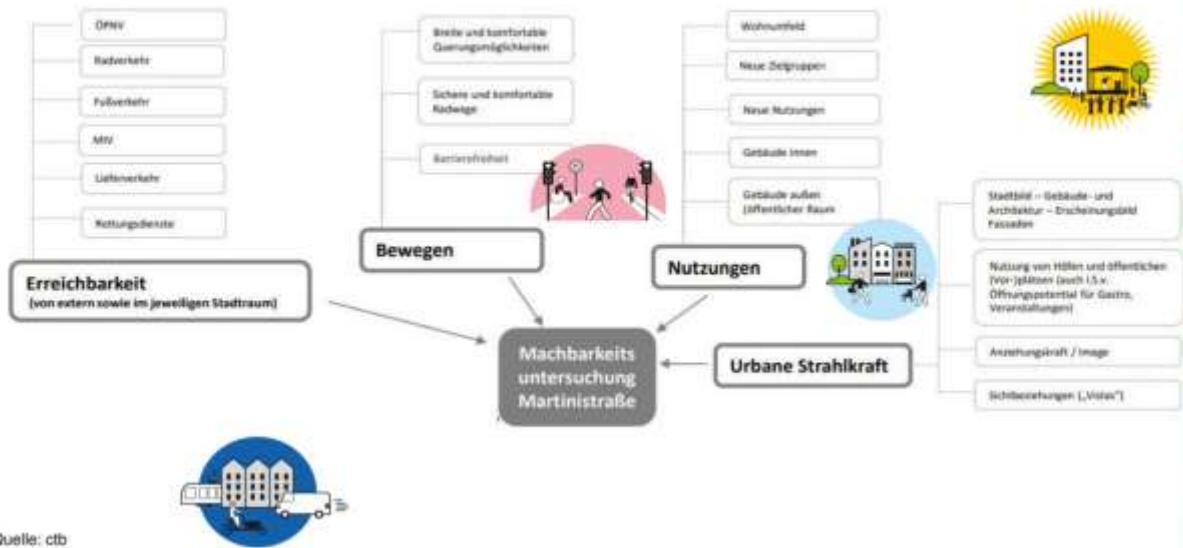 ÖPNV
Radverkehr
Fußverkehr
MIV
Lieferverkehr
Rettungsdienste
Erreichbarkeit
(von extern sowie im jeweiligen Stadtraum)
Breite und komfortable
Querungsmöglichkeiten
Sichere und komfortable
Radwege
Barrierefreiheit
Bewegen
Wohnumfeld
Neue Zielgruppen
Neue Nutzungen
Gebäude innen
Gebäude außen
(öffentlicher Raum
Nutzungen
Stadtbild – Gebäude- und
Architektur – Erscheinungsbild
Fassaden
Nutzung von Höfen und öffentlichen
(Vor-)plätzen (auch i.S.v.
Öffnungspotential für Gastro,
Veranstaltungen)
Anziehungskraft / Image
Sichtbeziehungen („Vistas")
Urbane Strahlkraft
Machbarkeits
untersuchung
Martinistraße
Quelle: ctb